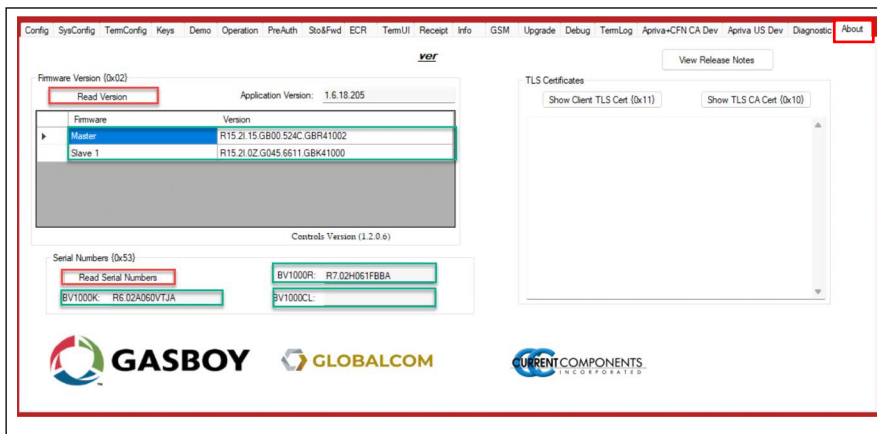 Config SysConfig TermConfig Keys Demo Operation PreAuth Sto&Fwd ECR TermUI Receipt Info GSM Upgrade Debug TermLog Apriva+CFN CA Dev Apriva US Dev Diagnostic About
ver
View Release Notes
Firmware Version {0x02}
TLS Certificates
Read Version Application Version: 1.6.18.205
Show Client TLS Cert {0x11} Show TLS CA Cert {0x10}
Firmware Version
Master R15.2I.15.GB00.524C.GBR41002
Slave 1 R15.2I.0Z.G045.6611.GBK41000
Controls Version (1.2.0.6)
Serial Numbers {0x53}
Read Serial Numbers BV1000R: R7.02H061FBBA
BV1000K: R6.02A060VTJA BV1000CL:
GASBOY GLOBALCOM CURRENT COMPONENTS
INCORPORATED